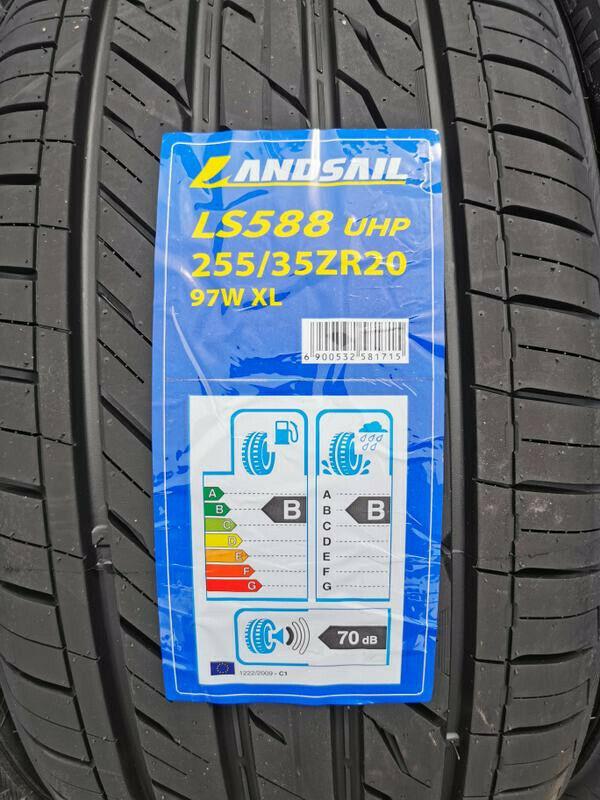 LANDSAIL
LS588 UHP
255/35ZR20
97W XL
6 900532 581715
A
B
C
D
E
F
G
B
A
B
C
D
E
F
G
B
70 dB
1222/2009 - C1